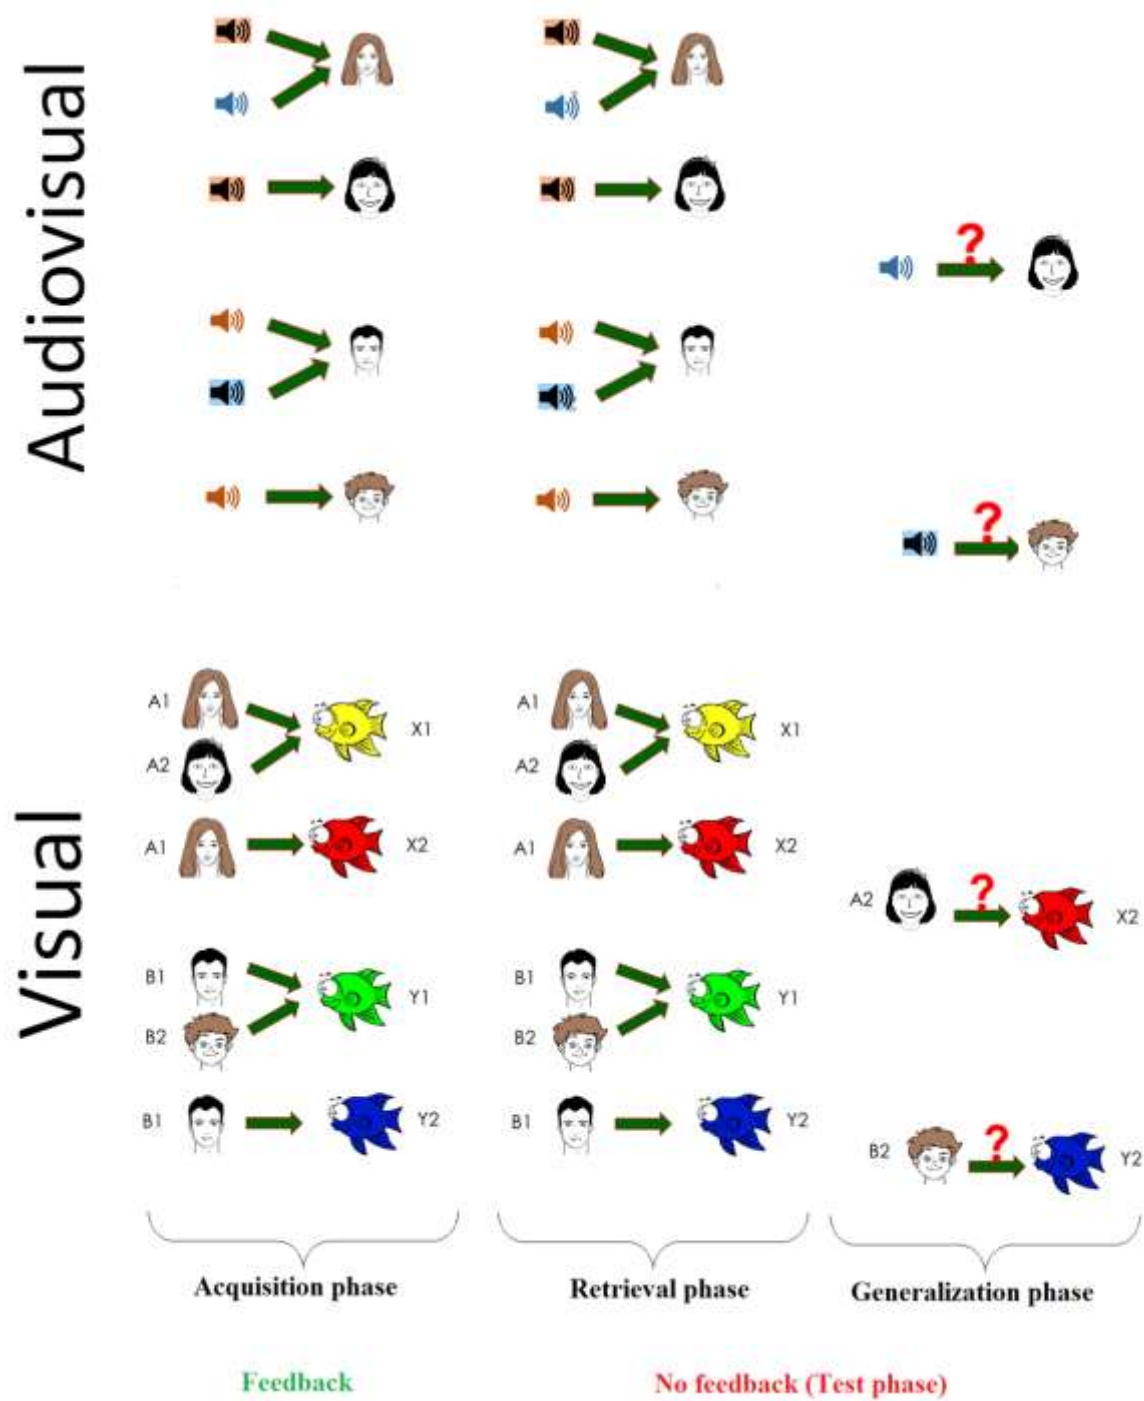 Audiovisual
?
?
Visual
A1
X1
A2
A1
X2
B1
Y1
B2
B1
Y2
A1
X1
A2
A1
X2
B1
Y1
B2
B1
Y2
?
A2
X2
?
B2
Y2
Acquisition phase
Retrieval phase
Generalization phase
Feedback
No feedback (Test phase)